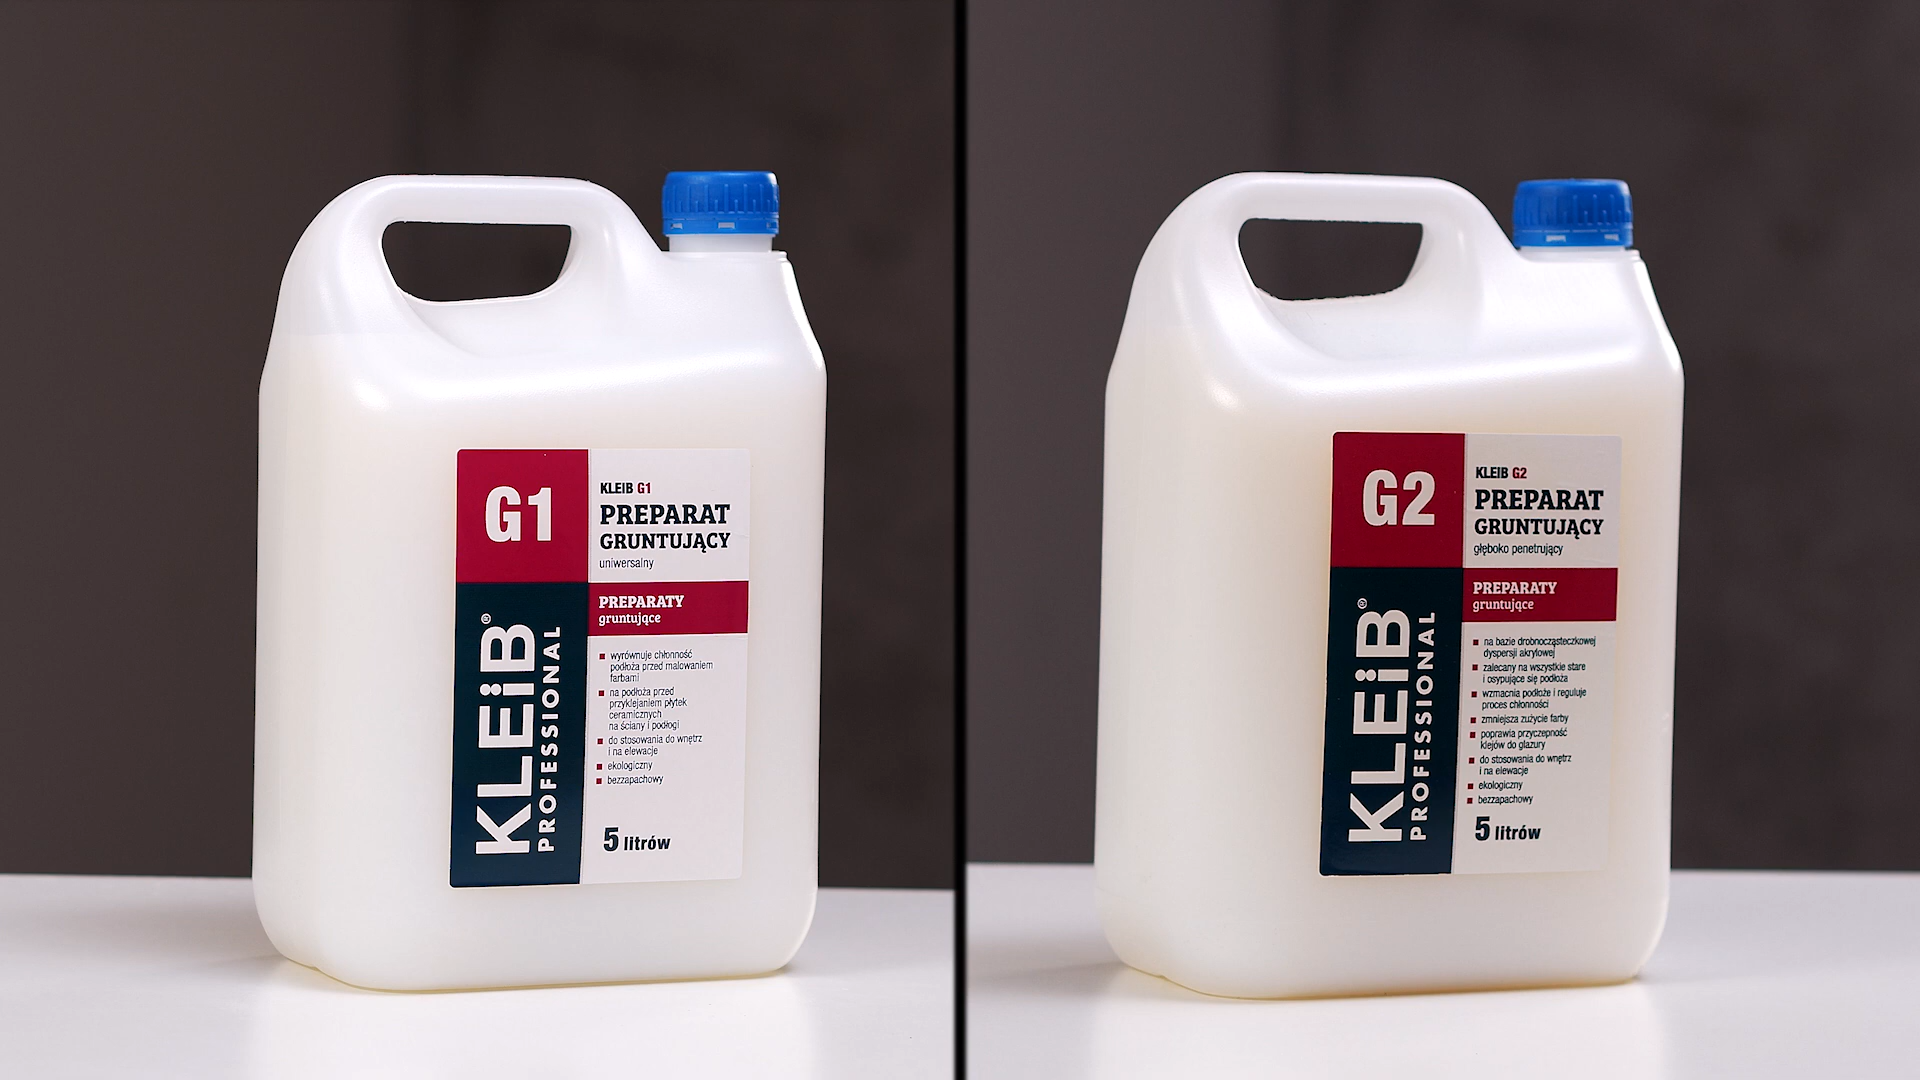 G1
KLEIB G1
PREPARAT
GRUNTUJĄCY
uniwersalny
PREPARATY
gruntujące
KLEiB®
PROFESSIONAL
wyrównuje chłonność
podłoża przed malowaniem
farbami
na podłoża przed
przyklejaniem płytek
ceramicznych
na ściany i podłogi
do stosowania do wnętrz
i na elewacje
ekologiczny
bezzapachowy
5 litrów
G2
KLEIB G2
PREPARAT
GRUNTUJĄCY
głęboko penetrujący
PREPARATY
gruntujące
KLEiB®
PROFESSIONAL
na bazie drobnocząsteczkowej
dyspersji akrylowej
zalecany na wszystkie stare
i osypujące się podłoża
wzmacnia podłoże i reguluje
proces chłonności
zmniejsza zużycie farby
poprawia przyczepność
klejów do glazury
do stosowania do wnętrz
i na elewacje
ekologiczny
bezzapachowy
5 litrów